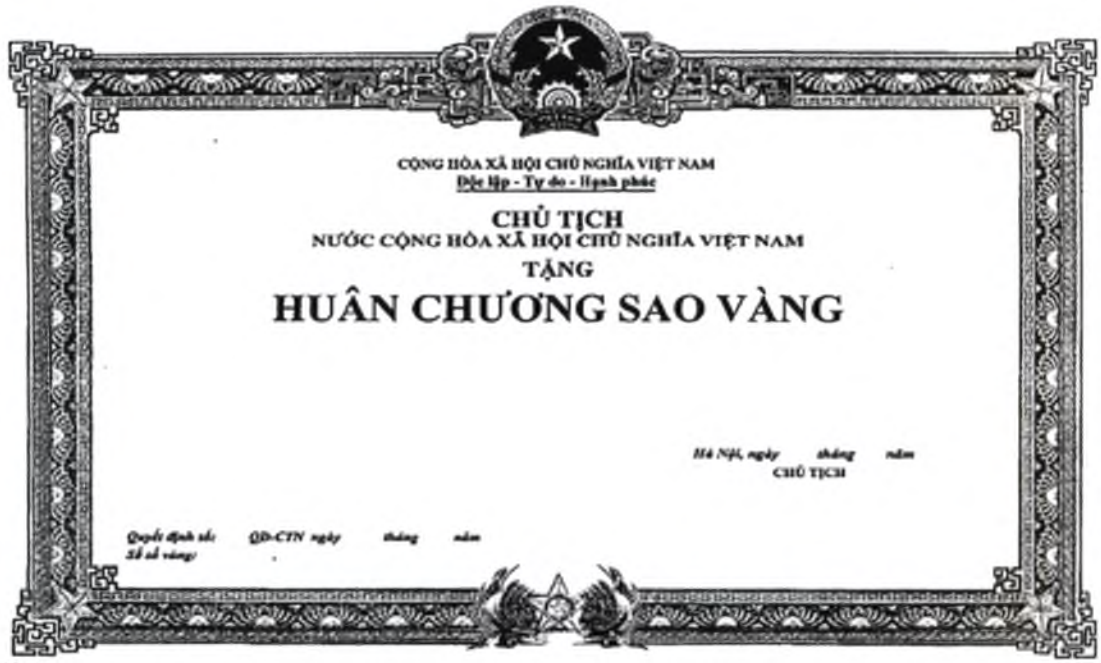 CỘNG HÒA XÃ HỘI CHỦ NGHĨA VIỆT NAM
Độc lập - Tự do - Hạnh phúc
CHỦ TỊCH
NƯỚC CỘNG HÒA XÃ HỘI CHỦ NGHĨA VIỆT NAM
TẶNG
HUÂN CHƯƠNG SAO VÀNG
Hà Nội, ngày tháng năm
CHỦ TỊCH
Quyết định số: QĐ-CTN ngày tháng năm
Số sổ vàng: